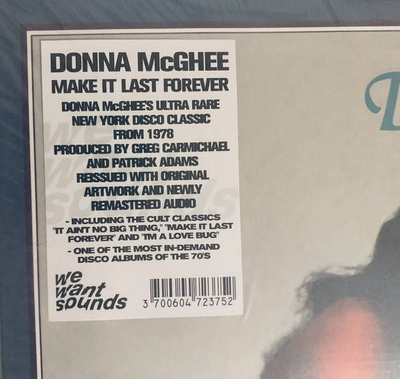 DONNA McGHEE
MAKE IT LAST FOREVER
DONNA McGHEE'S ULTRA RARE
NEW YORK DISCO CLASSIC
FROM 1978
PRODUCED BY GREG CARMICHAEL
AND PATRICK ADAMS
REISSUED WITH ORIGINAL
ARTWORK AND NEWLY
REMASTERED AUDIO
- INCLUDING THE CULT CLASSICS
"IT AINT NO BIG THING," "MAKE IT LAST
FOREVER" AND "I'M A LOVE BUG"
- ONE OF THE MOST IN-DEMAND
DISCO ALBUMS OF THE 70'S
we
want
sounds
3 700604 723752
D